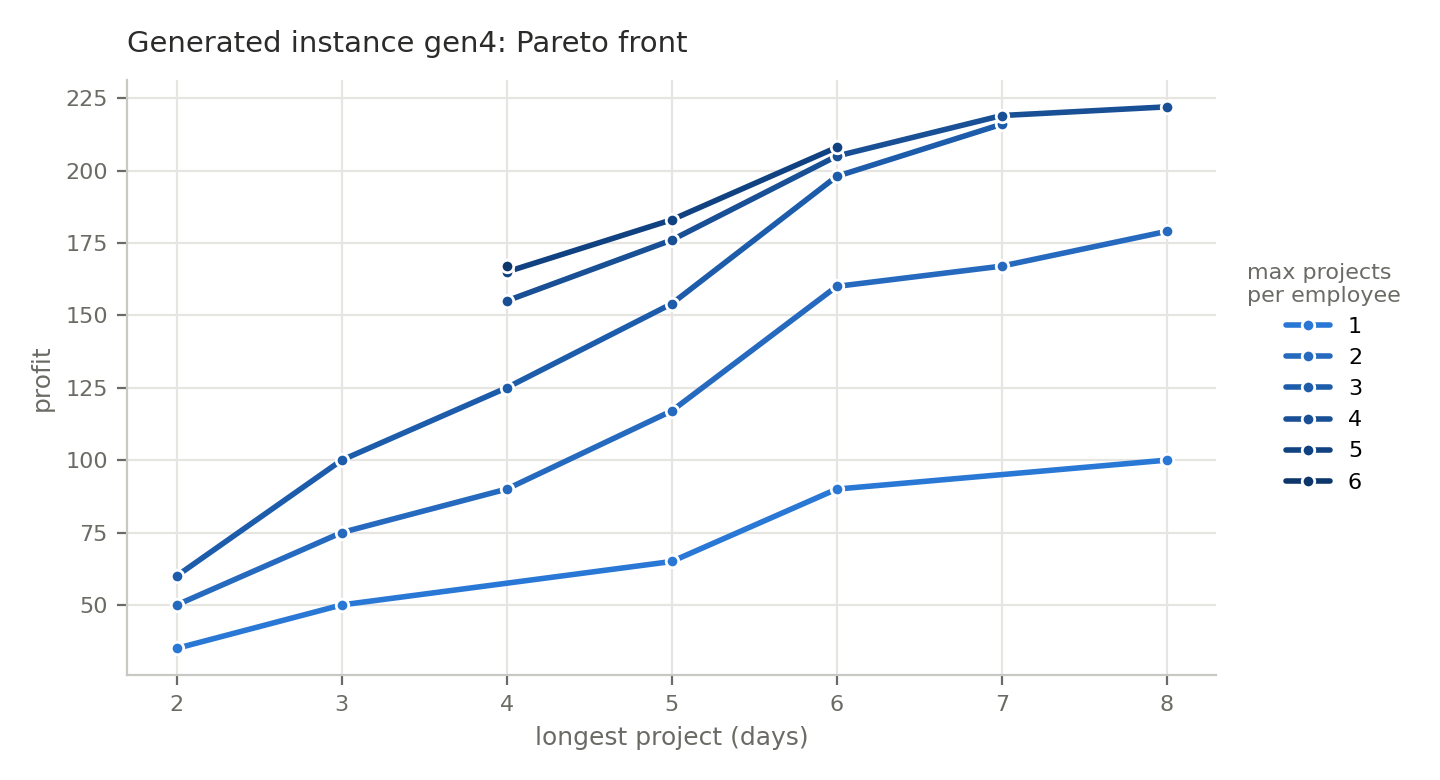 Generated instance gen4: Pareto front
225
200
175
150
125
100
75
50
profit
2 3 4 5 6 7 8
longest project (days)
max projects
per employee
1
2
3
4
5
6